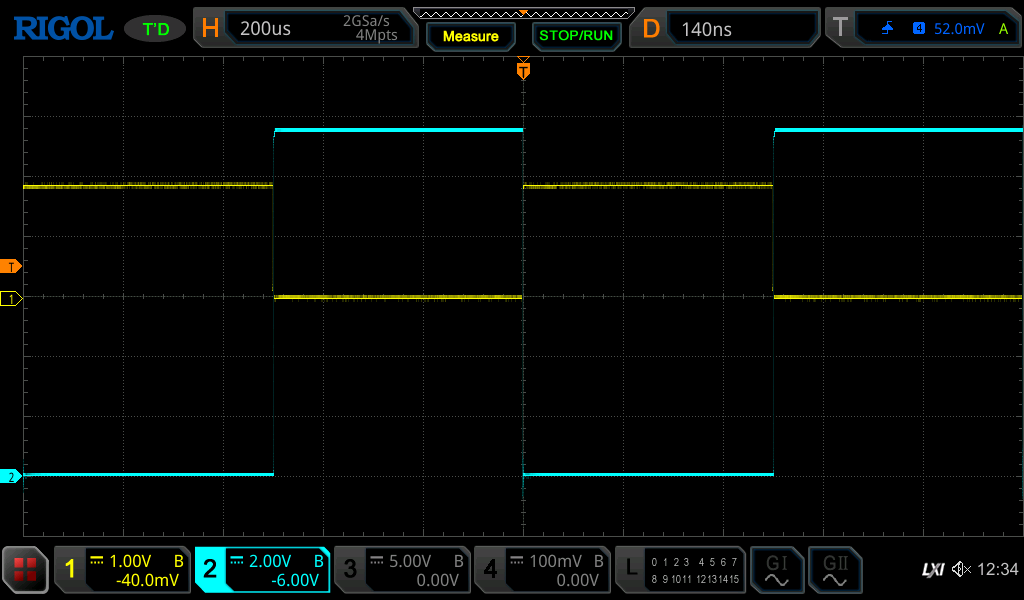 RIGOL T'D H 200us 2GSa/s 4Mpts Measure STOP/RUN D 140ns T 4 52.0mV A
T
T
1
2
1 1.00V B -40.0mV
2 2.00V B -6.00V
3 5.00V B 0.00V
4 100mV B 0.00V
L 0 1 2 3 4 5 6 7
8 9 10 11 12 13 14 15
GI GII
LXI 12:34